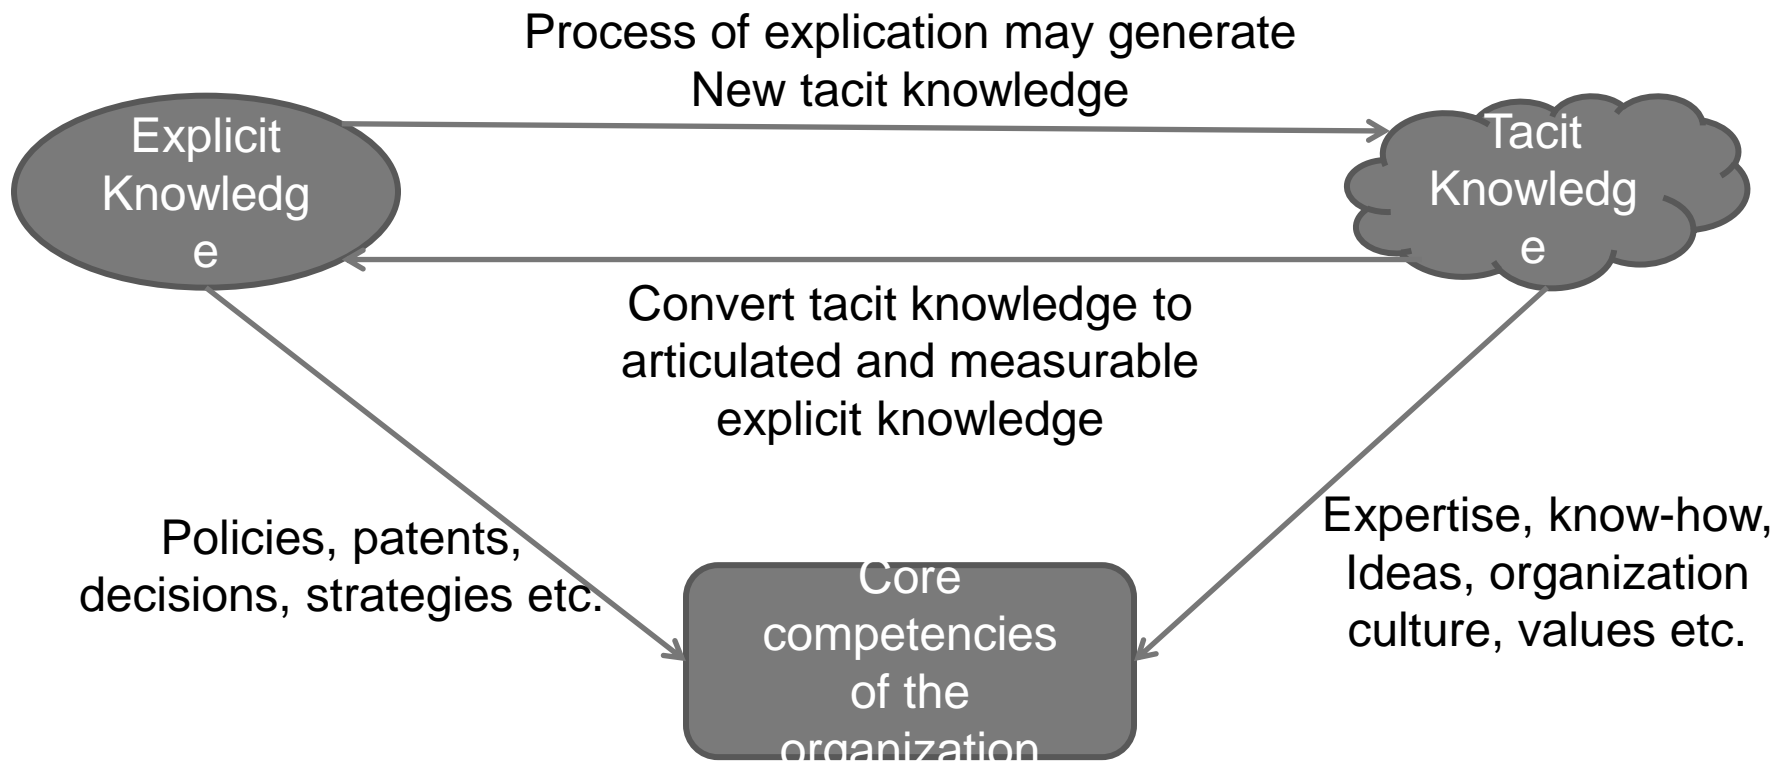 Process of explication may generate
New tacit knowledge
Explicit
Knowledg
e
Tacit
Knowledg
e
Convert tacit knowledge to
articulated and measurable
explicit knowledge
Policies, patents,
decisions, strategies etc.
Expertise, know-how,
Ideas, organization
culture, values etc.
Core
competencies
of the
organization